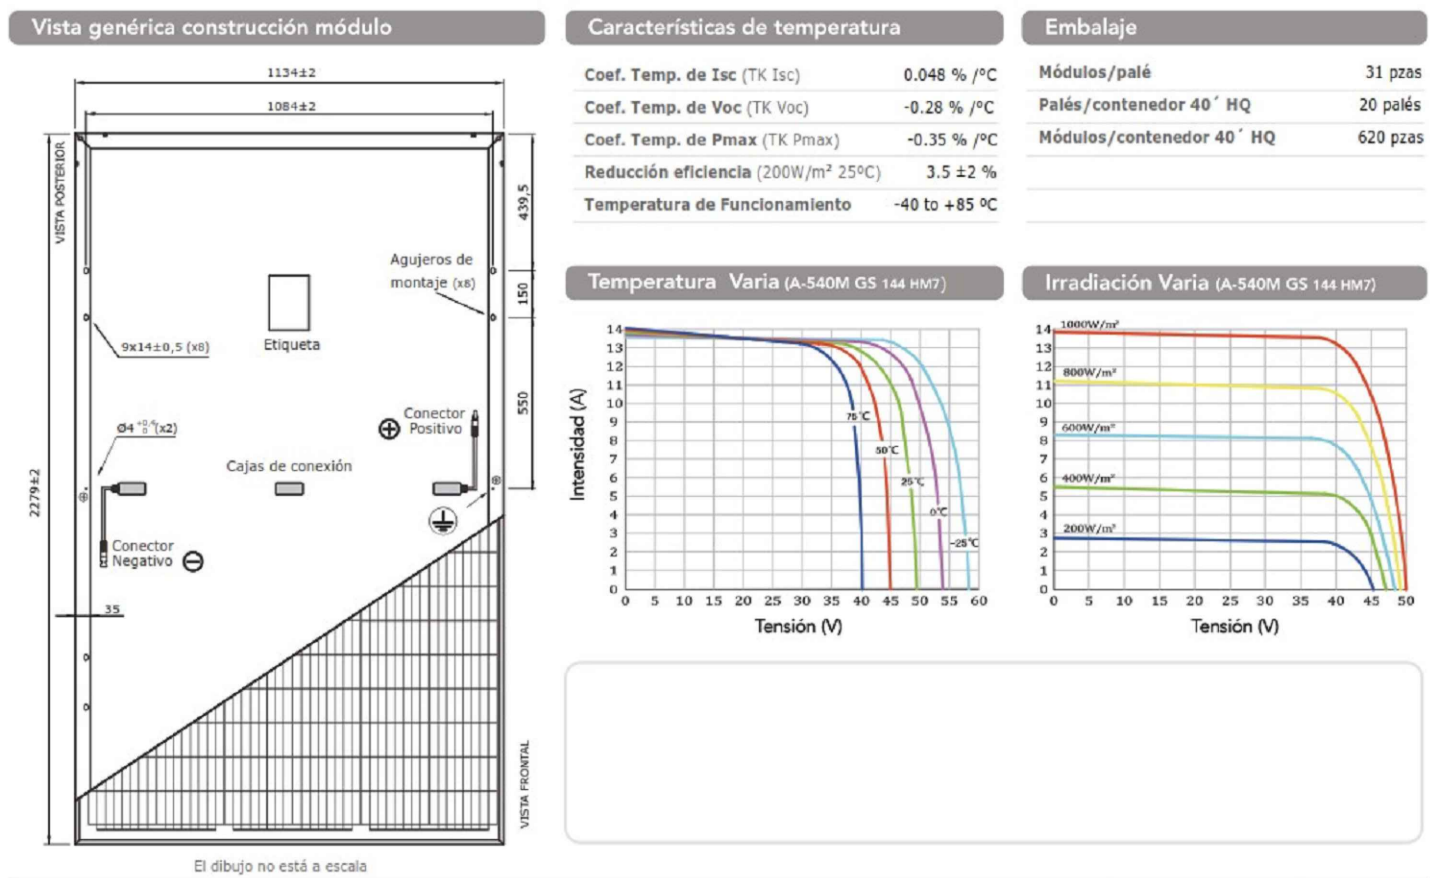 Vista genérica construcción módulo
1134±2
1084±2
VISTA POSTERIOR
439,5
Agujeros de
montaje (x8)
150
9x14±0,5 (x8)
Etiqueta
550
Conector
Positivo
Ø4 +0,4 0 (x2)
Cajas de conexión
2279±2
Conector
Negativo
35
VISTA FRONTAL
El dibujo no está a escala
Características de temperatura
Coef. Temp. de Isc (TK Isc) 0.048 % /ºC
Coef. Temp. de Voc (TK Voc) -0.28 % /ºC
Coef. Temp. de Pmax (TK Pmax) -0.35 % /ºC
Reducción eficiencia (200W/m² 25ºC) 3.5 ±2 %
Temperatura de Funcionamiento -40 to +85 ºC
Embalaje
Módulos/palé 31 pzas
Palés/contenedor 40´ HQ 20 palés
Módulos/contenedor 40´ HQ 620 pzas
Temperatura Varia (A-540M GS 144 HM7)
Intensidad (A)
14
13
12
11
10
9
8
7
6
5
4
3
2
1
0
75°C
50°C
25°C
0°C
-25°C
0 5 10 15 20 25 30 35 40 45 50 55 60
Tensión (V)
Irradiación Varia (A-540M GS 144 HM7)
14
13
12
11
10
9
8
7
6
5
4
3
2
1
0
1000W/m²
800W/m²
600W/m²
400W/m²
200W/m²
0 5 10 15 20 25 30 35 40 45 50
Tensión (V)